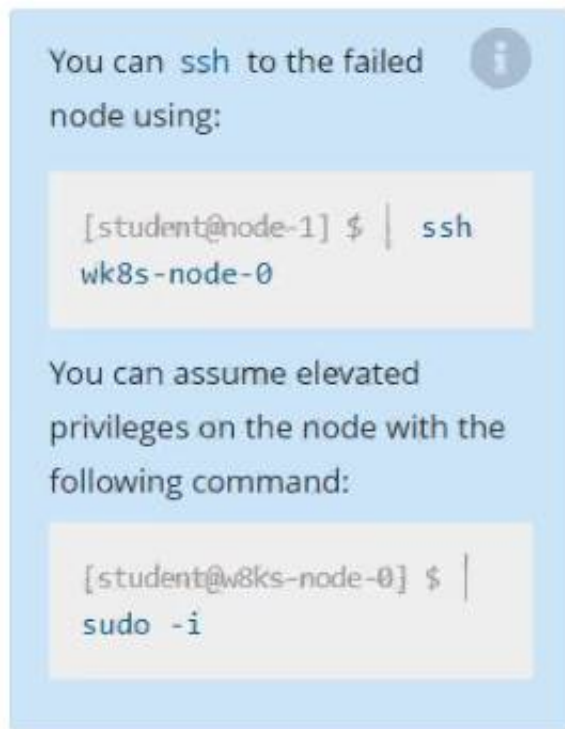 You can ssh to the failed
node using:
[student@node-1] $ | ssh
wk8s-node-0
You can assume elevated
privileges on the node with the
following command:
[student@w8ks-node-0] $ |
sudo -i